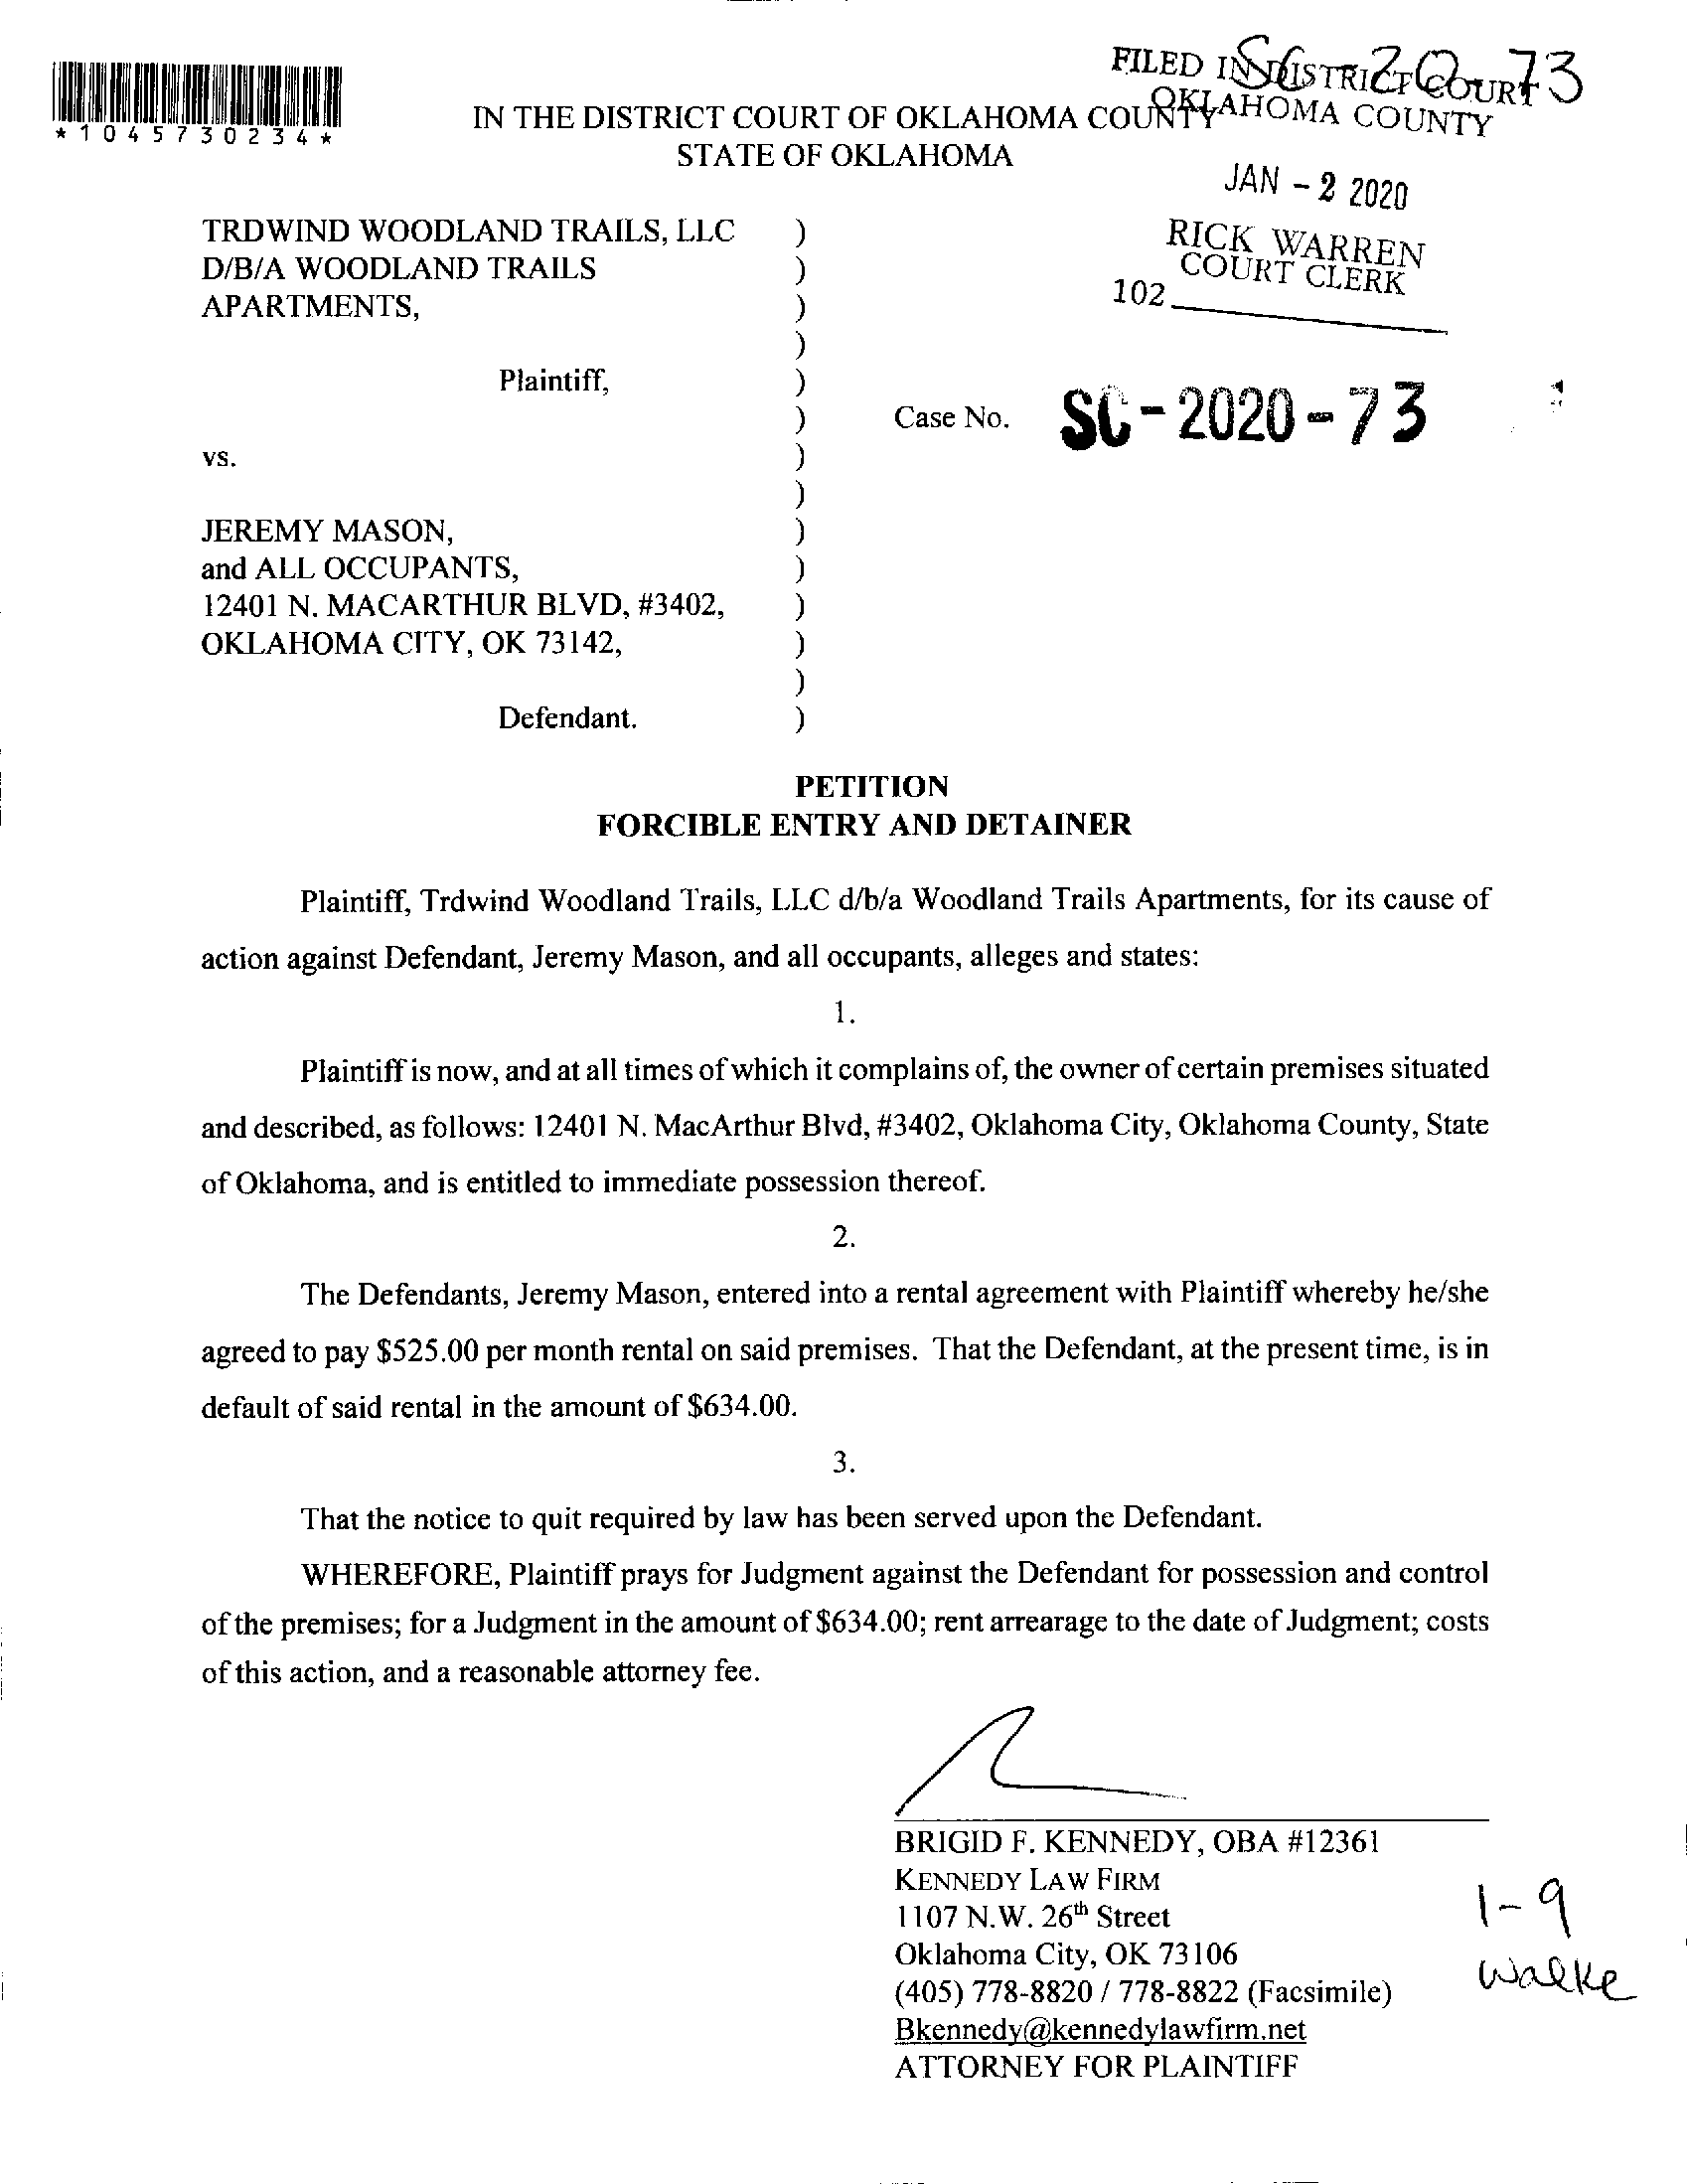 *1045730234*
SC-20-73
FILED IN DISTRICT COURT
OKLAHOMA COUNTY
IN THE DISTRICT COURT OF OKLAHOMA COUNTY
STATE OF OKLAHOMA
JAN - 2 2020
RICK WARREN
COURT CLERK
102
TRDWIND WOODLAND TRAILS, LLC )
D/B/A WOODLAND TRAILS )
APARTMENTS, )
)
Plaintiff, )
) Case No. SC-2020-73
vs. )
)
JEREMY MASON, )
and ALL OCCUPANTS, )
12401 N. MACARTHUR BLVD, #3402, )
OKLAHOMA CITY, OK 73142, )
)
Defendant. )
PETITION
FORCIBLE ENTRY AND DETAINER
Plaintiff, Trdwind Woodland Trails, LLC d/b/a Woodland Trails Apartments, for its cause of
action against Defendant, Jeremy Mason, and all occupants, alleges and states:
1.
Plaintiff is now, and at all times of which it complains of, the owner of certain premises situated
and described, as follows: 12401 N. MacArthur Blvd, #3402, Oklahoma City, Oklahoma County, State
of Oklahoma, and is entitled to immediate possession thereof.
2.
The Defendants, Jeremy Mason, entered into a rental agreement with Plaintiff whereby he/she
agreed to pay $525.00 per month rental on said premises. That the Defendant, at the present time, is in
default of said rental in the amount of $634.00.
3.
That the notice to quit required by law has been served upon the Defendant.
WHEREFORE, Plaintiff prays for Judgment against the Defendant for possession and control
of the premises; for a Judgment in the amount of $634.00; rent arrearage to the date of Judgment; costs
of this action, and a reasonable attorney fee.
BRIGID F. KENNEDY, OBA #12361
KENNEDY LAW FIRM
1107 N.W. 26th Street
Oklahoma City, OK 73106
(405) 778-8820 / 778-8822 (Facsimile)
Bkennedy@kennedylawfirm.net
ATTORNEY FOR PLAINTIFF
1-9
Walke